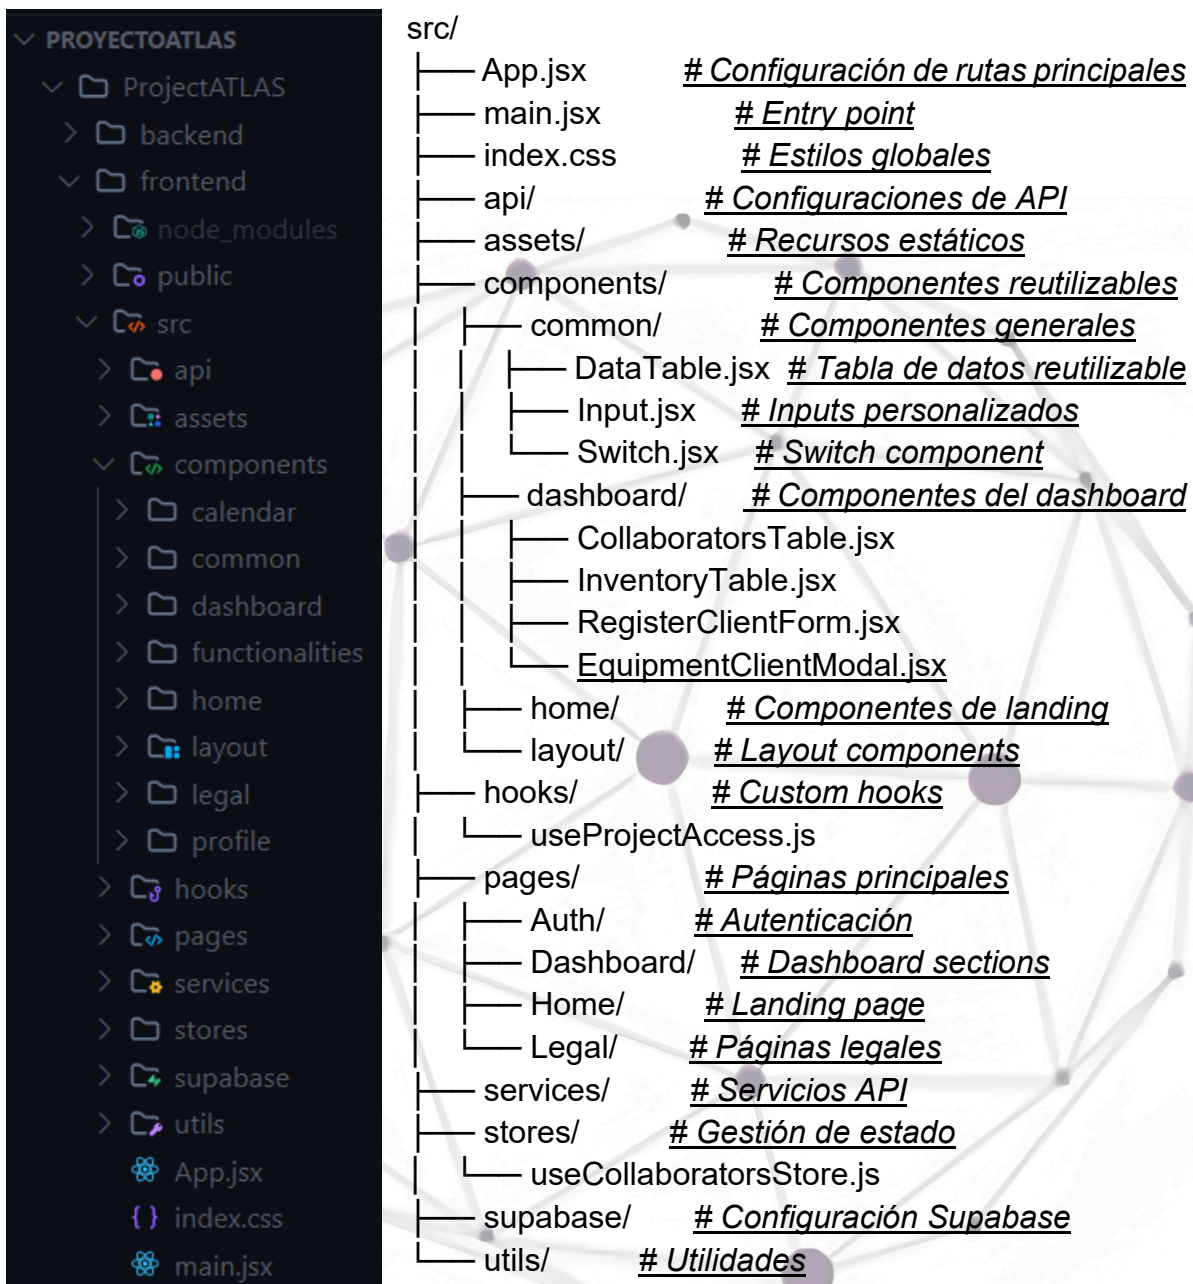 PROYECTOATLAS
ProjectATLAS
backend
frontend
node_modules
public
src
api
assets
components
calendar
common
dashboard
functionalities
home
layout
legal
profile
hooks
pages
services
stores
supabase
utils
App.jsx
{ } index.css
main.jsx
src/
├── App.jsx # Configuración de rutas principales
├── main.jsx # Entry point
├── index.css # Estilos globales
├── api/ # Configuraciones de API
├── assets/ # Recursos estáticos
├── components/ # Componentes reutilizables
│ ├── common/ # Componentes generales
│ │ ├── DataTable.jsx # Tabla de datos reutilizable
│ │ ├── Input.jsx # Inputs personalizados
│ │ └── Switch.jsx # Switch component
│ ├── dashboard/ # Componentes del dashboard
│ │ ├── CollaboratorsTable.jsx
│ │ ├── InventoryTable.jsx
│ │ ├── RegisterClientForm.jsx
│ │ └── EquipmentClientModal.jsx
│ ├── home/ # Componentes de landing
│ └── layout/ # Layout components
├── hooks/ # Custom hooks
│ └── useProjectAccess.js
├── pages/ # Páginas principales
│ ├── Auth/ # Autenticación
│ ├── Dashboard/ # Dashboard sections
│ ├── Home/ # Landing page
│ └── Legal/ # Páginas legales
├── services/ # Servicios API
├── stores/ # Gestión de estado
│ └── useCollaboratorsStore.js
├── supabase/ # Configuración Supabase
└── utils/ # Utilidades